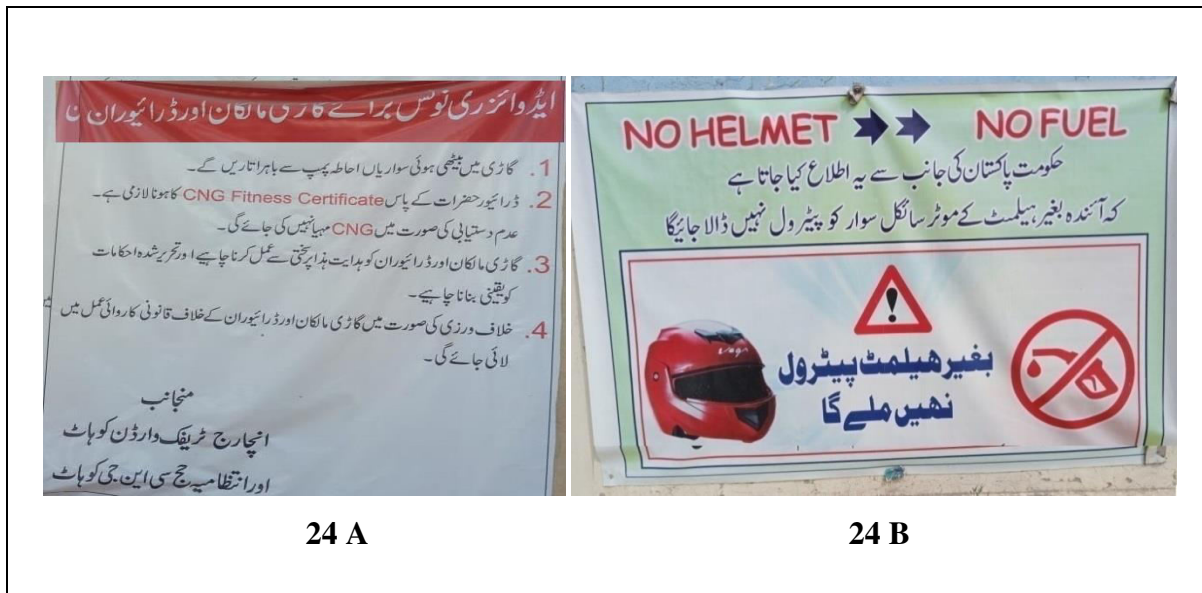 ایڈوائزری نوٹس برائے گاڑی مالکان اور ڈرائیوران
1. گاڑی میں بیٹھی ہوئی سواریاں احاطہ پمپ سے باہر اتاریں گے۔
2. ڈرائیور حضرات کے پاس CNG Fitness Certificate کا ہونا لازمی ہے۔
عدم دستیابی کی صورت میں CNG مہیا نہیں کی جائے گی۔
3. گاڑی مالکان اور ڈرائیوران کو ہدایت ہذا پر سختی سے عمل کرنا چاہیے اور تحریر شدہ احکامات
کو یقینی بنانا چاہیے۔
4. خلاف ورزی کی صورت میں گاڑی مالکان اور ڈرائیوران کے خلاف قانونی کاروائی عمل میں
لائی جائے گی۔
منجانب
انچارج ٹریفک وارڈن کوہاٹ
اور انتظامیہ حج سی این جی کوہاٹ
24 A
NO HELMET NO FUEL
حکومت پاکستان کی جانب سے یہ اطلاع کیا جاتا ہے
کہ آئندہ بغیر ہیلمٹ کے موٹر سائکل سوار کو پیٹرول نہیں ڈالا جائیگا
بغیر ھیلمٹ پیٹرول
نھیں ملے گا
24 B